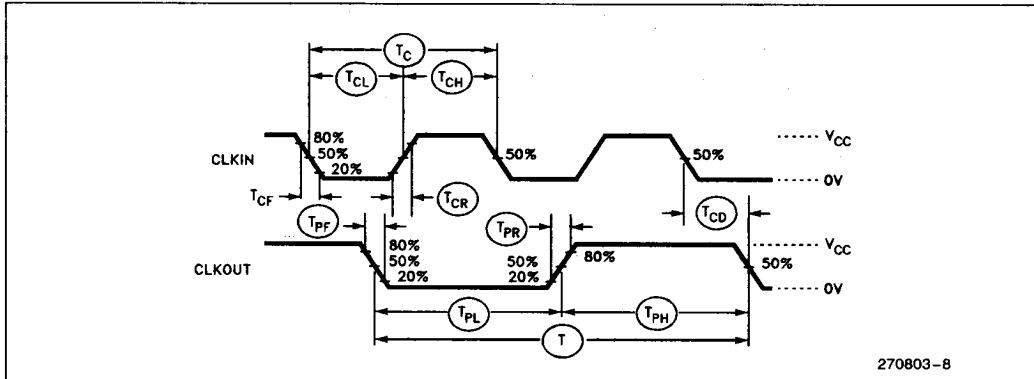 T_C
T_CL T_CH
80%
50%
20%
CLKIN
50%
50%
V_CC
0V
T_CF
T_CR
T_CD
T_PF
T_PR
80%
50%
20%
CLKOUT
50%
20%
80%
50%
V_CC
0V
T_PL T_PH
T
270803-8